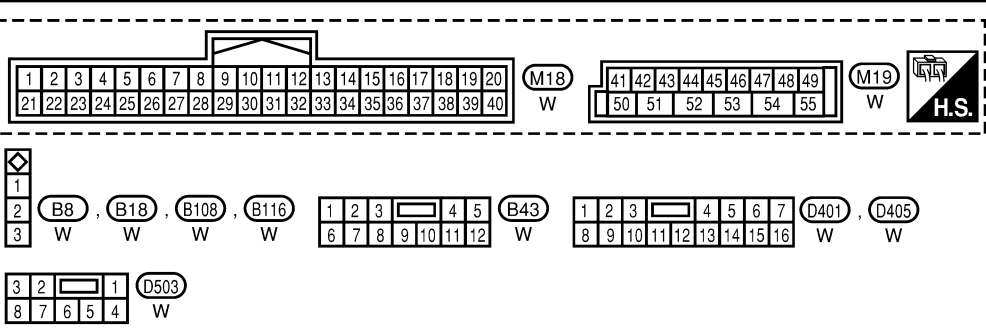 1 2 3 4 5 6 7 8 9 10 11 12 13 14 15 16 17 18 19 20
21 22 23 24 25 26 27 28 29 30 31 32 33 34 35 36 37 38 39 40
M18
W
41 42 43 44 45 46 47 48 49
50 51 52 53 54 55
M19
W
H.S.
1
2
3
B8 , B18 , B108 , B116
W W W W
1 2 3 4 5
6 7 8 9 10 11 12
B43
W
1 2 3 4 5 6 7
8 9 10 11 12 13 14 15 16
D401 , D405
W W
3 2 1
8 7 6 5 4
D503
W